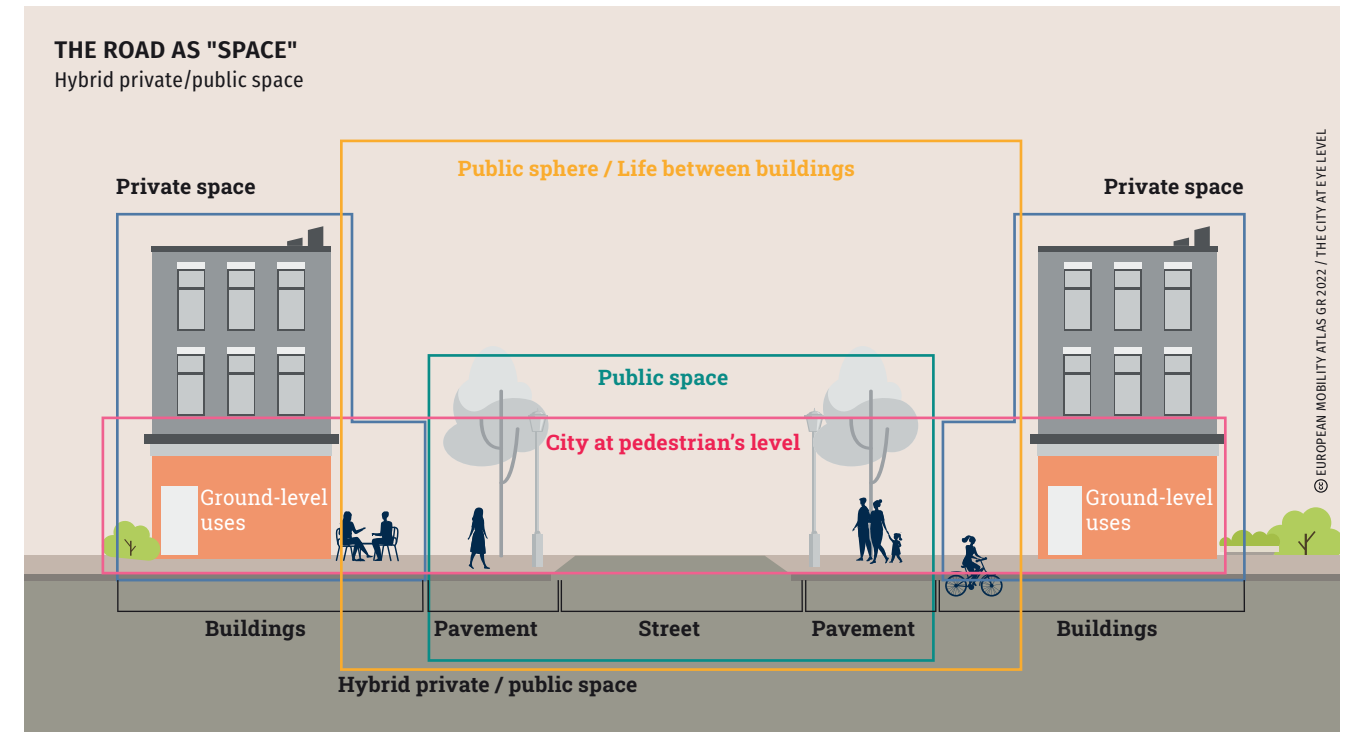 THE ROAD AS "SPACE"
Hybrid private/public space
Public sphere / Life between buildings
Private space
Private space
Public space
City at pedestrian's level
Ground-level
uses
Ground-level
uses
Buildings
Pavement
Street
Pavement
Buildings
Hybrid private / public space
EUROPEAN MOBILITY ATLAS GR 2022 / THE CITY AT EYE LEVEL